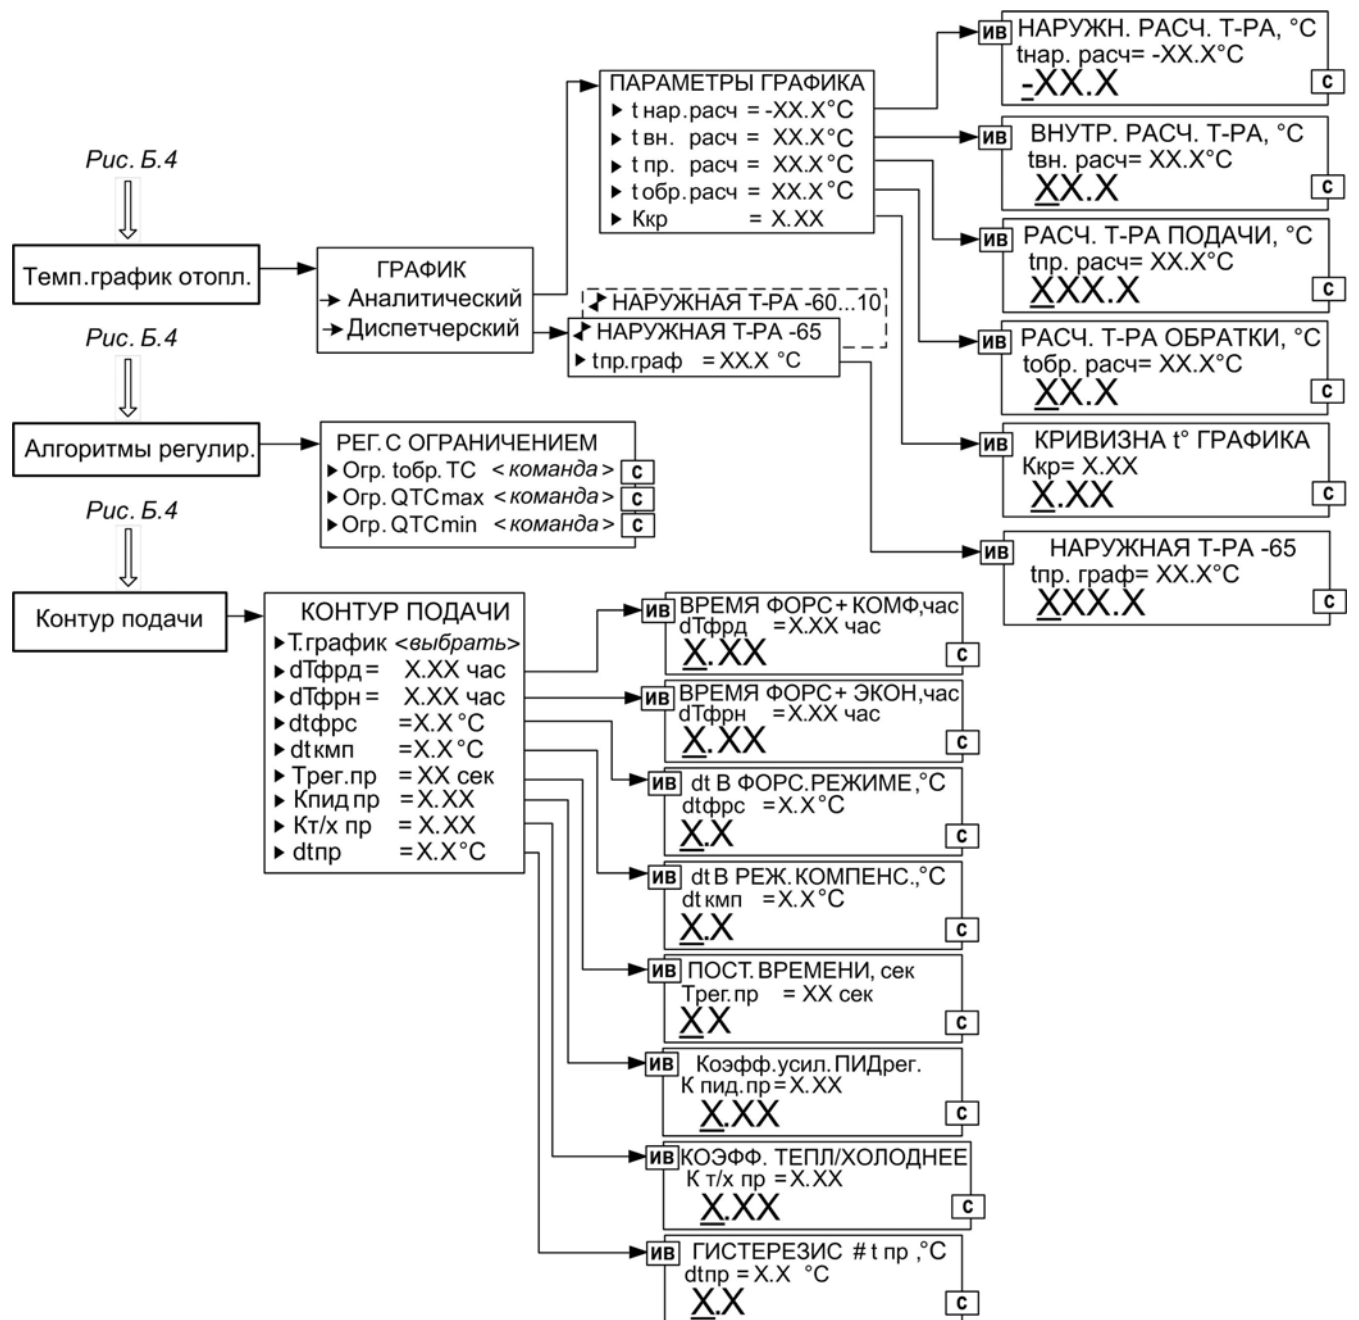 Рис. Б.4
Темп.график отопл.
ГРАФИК
Аналитический
Диспетчерский
ПАРАМЕТРЫ ГРАФИКА
t нар.расч = -XX.X°C
t вн. расч = XX.X°C
t пр. расч = XX.X°C
t обр.расч = XX.X°C
Ккр = X.XX
НАРУЖНАЯ Т-РА -60...10
НАРУЖНАЯ Т-РА -65
tпр.граф = XX.X °C
ИВ
НАРУЖН. РАСЧ. Т-РА, °C
tнар. расч= -XX.X°C
-XX.X
С
ИВ
ВНУТР. РАСЧ. Т-РА, °C
tвн. расч= XX.X°C
XX.X
С
ИВ
РАСЧ. Т-РА ПОДАЧИ, °C
tпр. расч= XX.X°C
XXX.X
С
ИВ
РАСЧ. Т-РА ОБРАТКИ, °C
tобр. расч= XX.X°C
XX.X
С
ИВ
КРИВИЗНА t° ГРАФИКА
Ккр= X.XX
X.XX
С
ИВ
НАРУЖНАЯ Т-РА -65
tпр. граф= XX.X°C
XXX.X
С
Рис. Б.4
Алгоритмы регулир.
РЕГ. С ОГРАНИЧЕНИЕМ
Огр. tобр. ТС <команда> С
Огр. QТСmax <команда> С
Огр. QТСmin <команда> С
Рис. Б.4
Контур подачи
КОНТУР ПОДАЧИ
Т.график <выбрать>
dTфрд = X.XX час
dTфрн = X.XX час
dtфрс =X.X °C
dt кмп =X.X °C
Трег.пр = XX сек
Кпид пр = X.XX
Кт/х пр = X.XX
dtпр =X.X°C
ИВ
ВРЕМЯ ФОРС+ КОМФ,час
dTфрд =X.XX час
X.XX
С
ИВ
ВРЕМЯ ФОРС+ ЭКОН,час
dTфрн =X.XX час
X.XX
С
ИВ
dt В ФОРС.РЕЖИМЕ,°C
dtфрс =X.X°C
X.X
С
ИВ
dt В РЕЖ.КОМПЕНС.,°C
dt кмп =X.X°C
X.X
С
ИВ
ПОСТ. ВРЕМЕНИ, сек
Трег.пр = XX сек
XX
С
ИВ
Коэфф.усил.ПИДрег.
К пид.пр=X.XX
X.XX
С
ИВ
КОЭФФ. ТЕПЛ/ХОЛОДНЕЕ
К т/х пр =X.XX
X.XX
С
ИВ
ГИСТЕРЕЗИС # t пр ,°C
dtпр = X.X °C
X.X
С